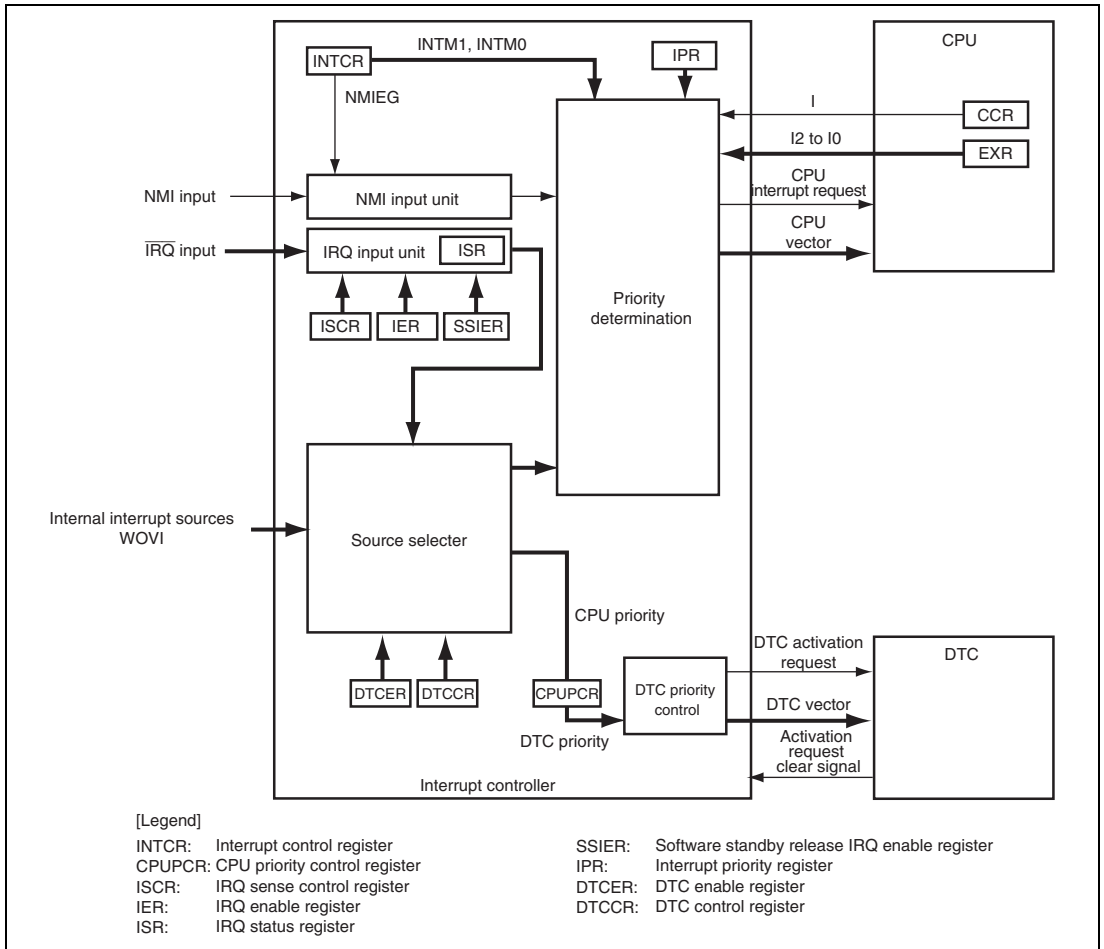 INTCR
INTM1, INTM0
IPR
CPU
NMIEG
I
CCR
I2 to I0
EXR
NMI input
NMI input unit
CPU
interrupt request
IRQ input
IRQ input unit
ISR
CPU
vector
ISCR
IER
SSIER
Priority
determination
Internal interrupt sources
WOVI
Source selecter
CPU priority
DTCER
DTCCR
CPUPCR
DTC priority
DTC priority
control
DTC activation
request
DTC
DTC vector
Activation
request
clear signal
Interrupt controller
[Legend]
INTCR: Interrupt control register
CPUPCR: CPU priority control register
ISCR: IRQ sense control register
IER: IRQ enable register
ISR: IRQ status register
SSIER: Software standby release IRQ enable register
IPR: Interrupt priority register
DTCER: DTC enable register
DTCCR: DTC control register